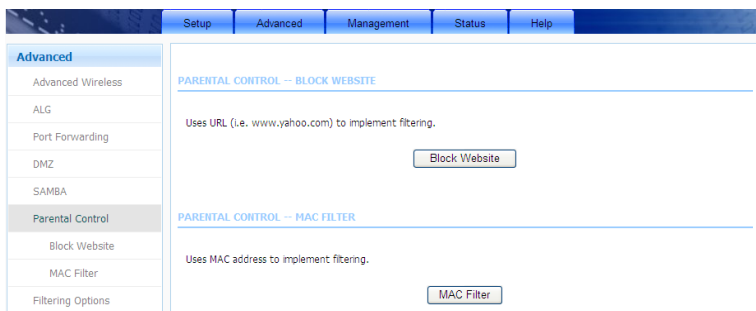 Setup Advanced Management Status Help
Advanced
Advanced Wireless
ALG
Port Forwarding
DMZ
SAMBA
Parental Control
Block Website
MAC Filter
Filtering Options
PARENTAL CONTROL -- BLOCK WEBSITE
Uses URL (i.e. www.yahoo.com) to implement filtering.
Block Website
PARENTAL CONTROL -- MAC FILTER
Uses MAC address to implement filtering.
MAC Filter